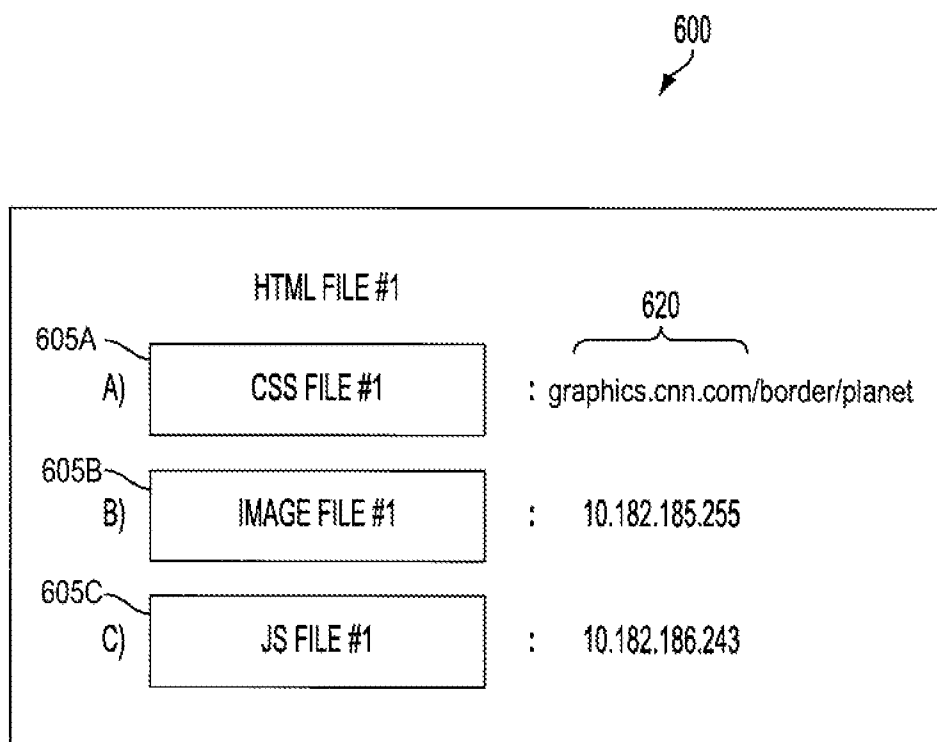 600
HTML FILE #1
620
605A
A) CSS FILE #1 : graphics.cnn.com/border/planet
605B
B) IMAGE FILE #1 : 10.182.185.255
605C
C) JS FILE #1 : 10.182.186.243